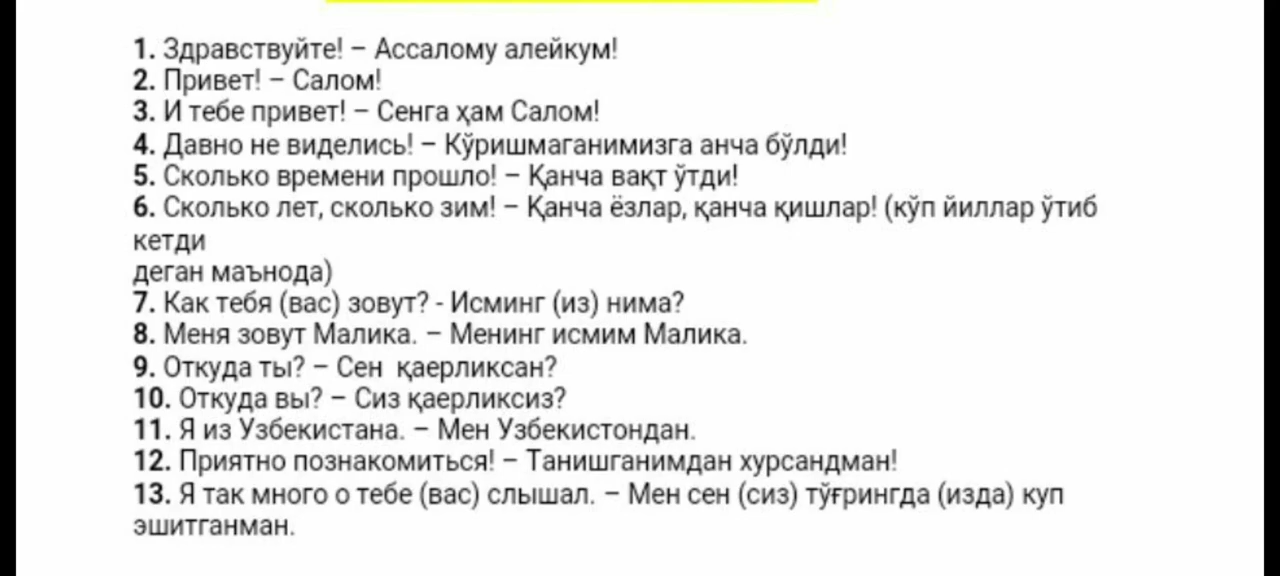 1. Здравствуйте! – Ассалому алейкум!
2. Привет! – Салом!
3. И тебе привет! – Сенга ҳам Салом!
4. Давно не виделись! – Кўришмаганимизга анча бўлди!
5. Сколько времени прошло! – Қанча вақт ўтди!
6. Сколько лет, сколько зим! – Қанча ёзлар, қанча қишлар! (кўп йиллар ўтиб
кетди
деган маънода)
7. Как тебя (вас) зовут? - Исминг (из) нима?
8. Меня зовут Малика. – Менинг исмим Малика.
9. Откуда ты? – Сен қаерликсан?
10. Откуда вы? – Сиз қаерликсиз?
11. Я из Узбекистана. – Мен Узбекистондан.
12. Приятно познакомиться! – Танишганимдан хурсандман!
13. Я так много о тебе (вас) слышал. – Мен сен (сиз) тўғрингда (изда) куп
эшитганман.